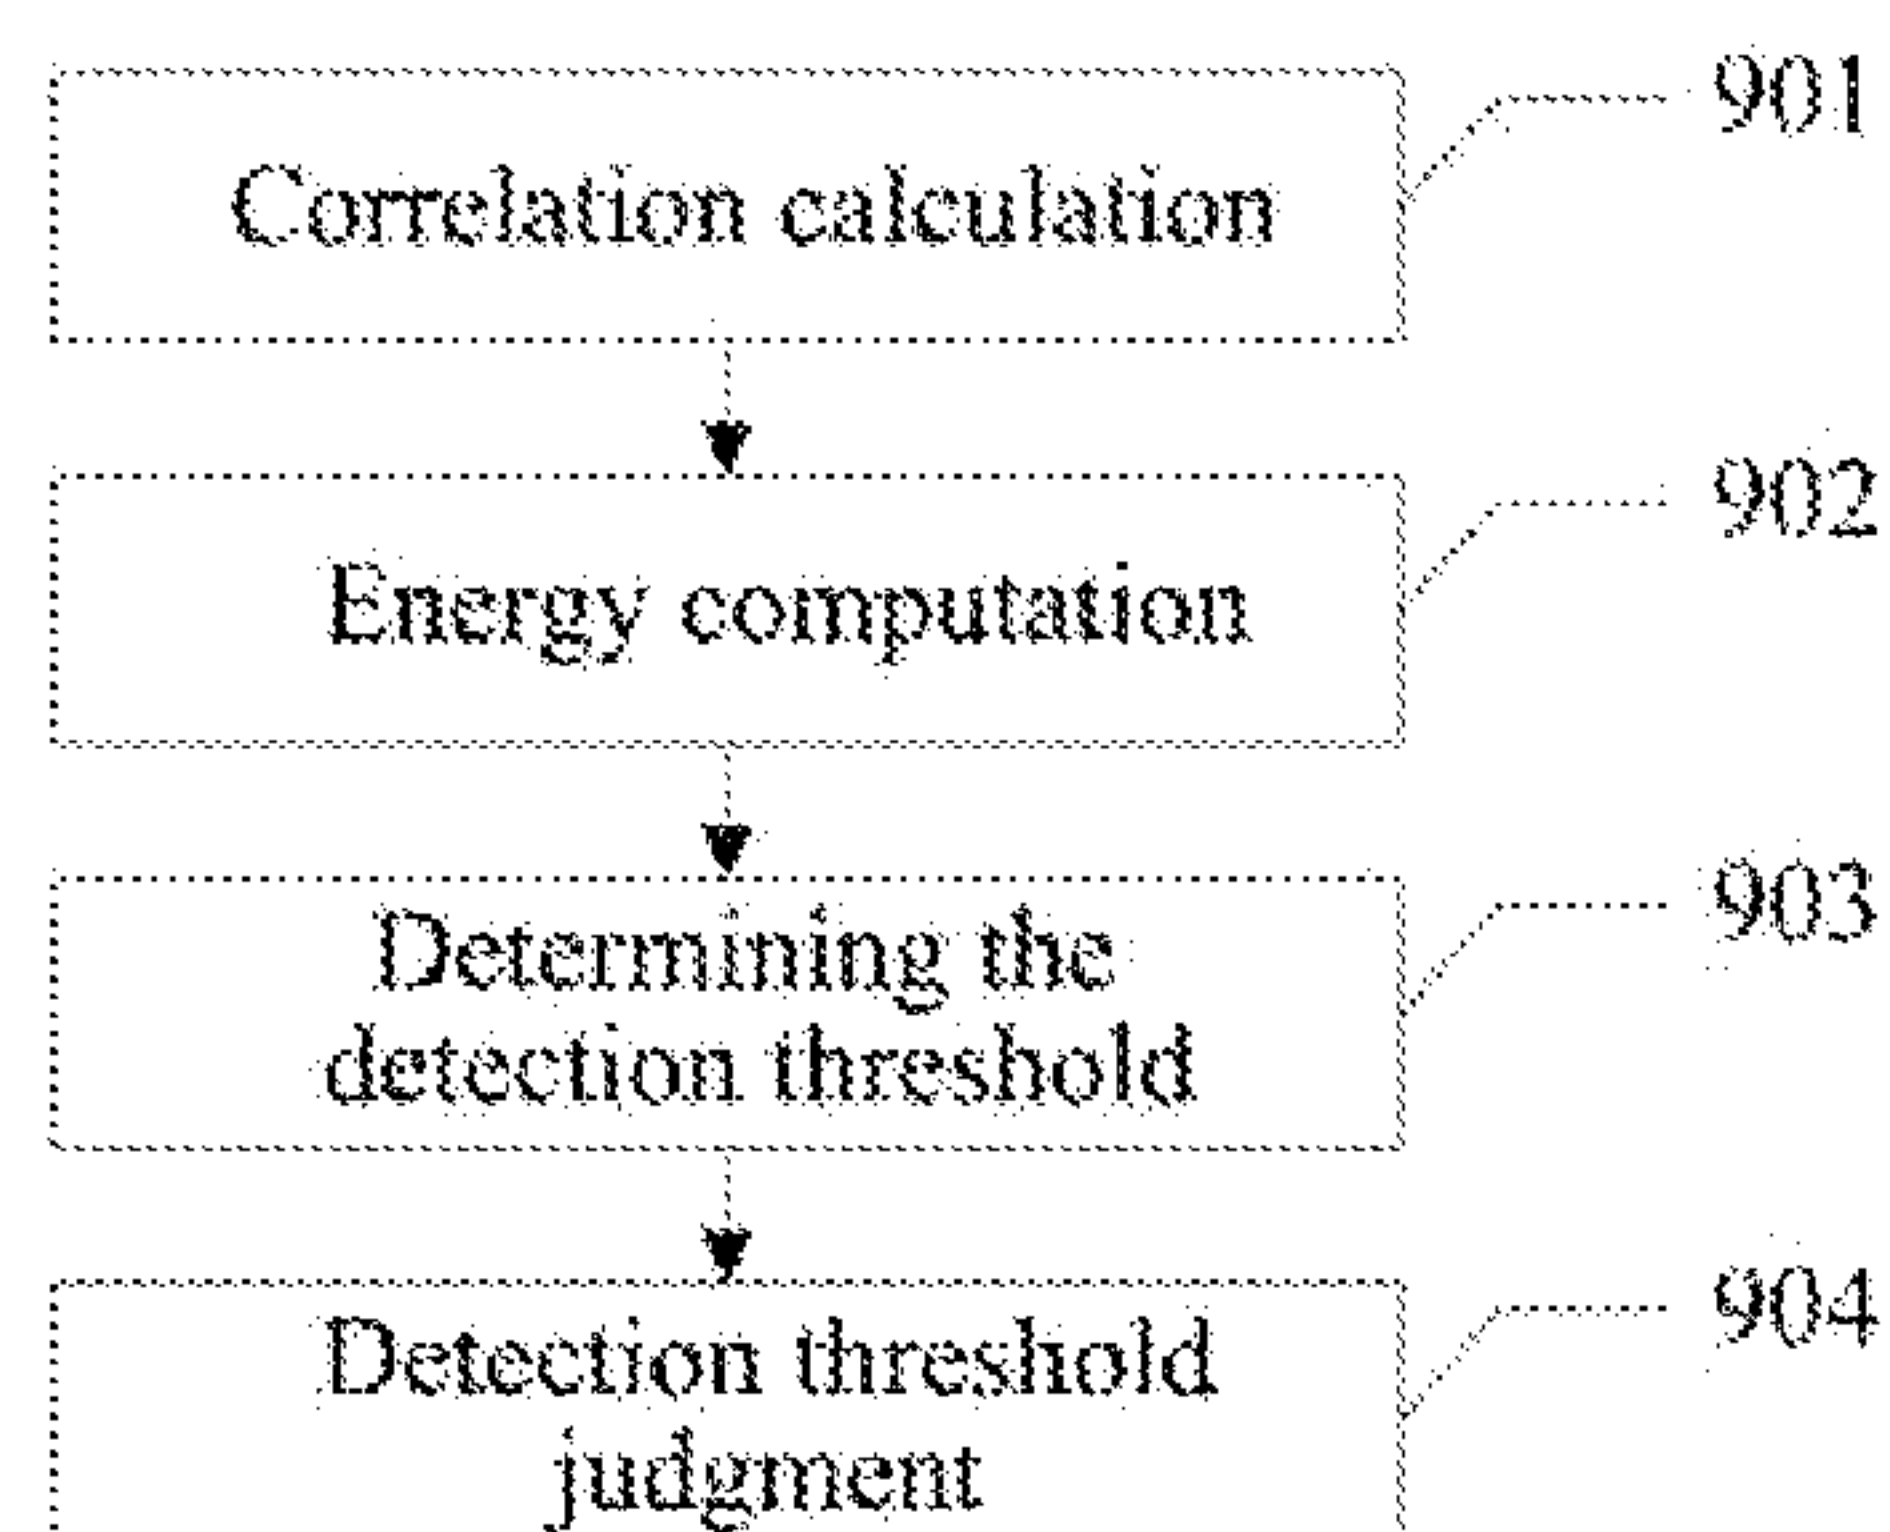 901
Correlation calculation
902
Energy computation
903
Determining the
detection threshold
904
Detection threshold
judgment